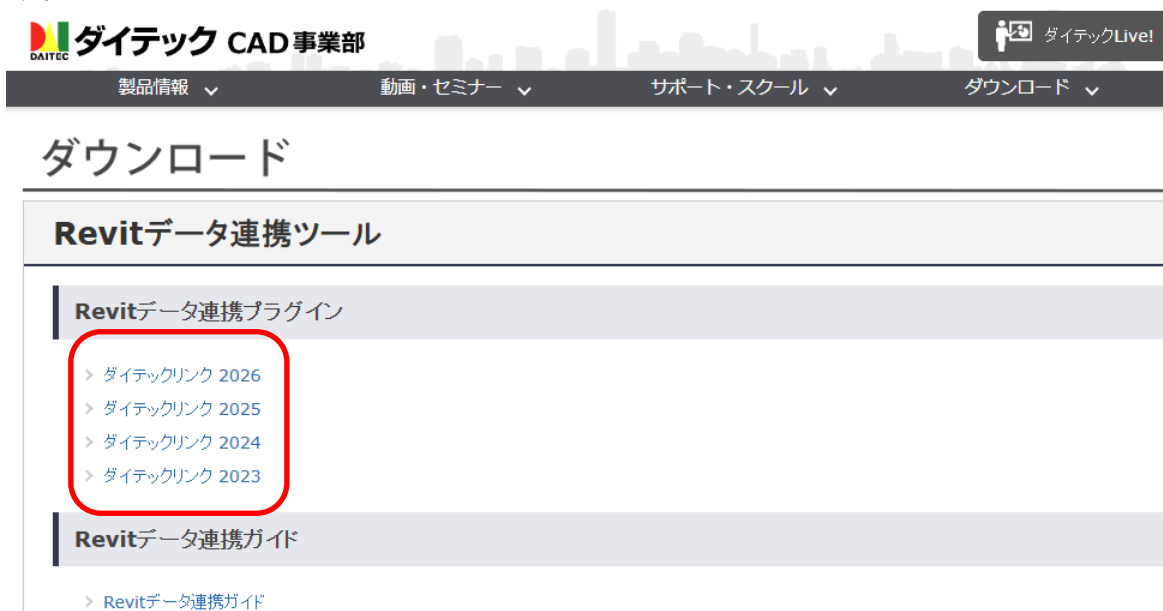 DAITEC ダイテック CAD事業部
ダイテックLive!
製品情報 動画・セミナー サポート・スクール ダウンロード
ダウンロード
Revitデータ連携ツール
Revitデータ連携プラグイン
ダイテックリンク 2026
ダイテックリンク 2025
ダイテックリンク 2024
ダイテックリンク 2023
Revitデータ連携ガイド
Revitデータ連携ガイド